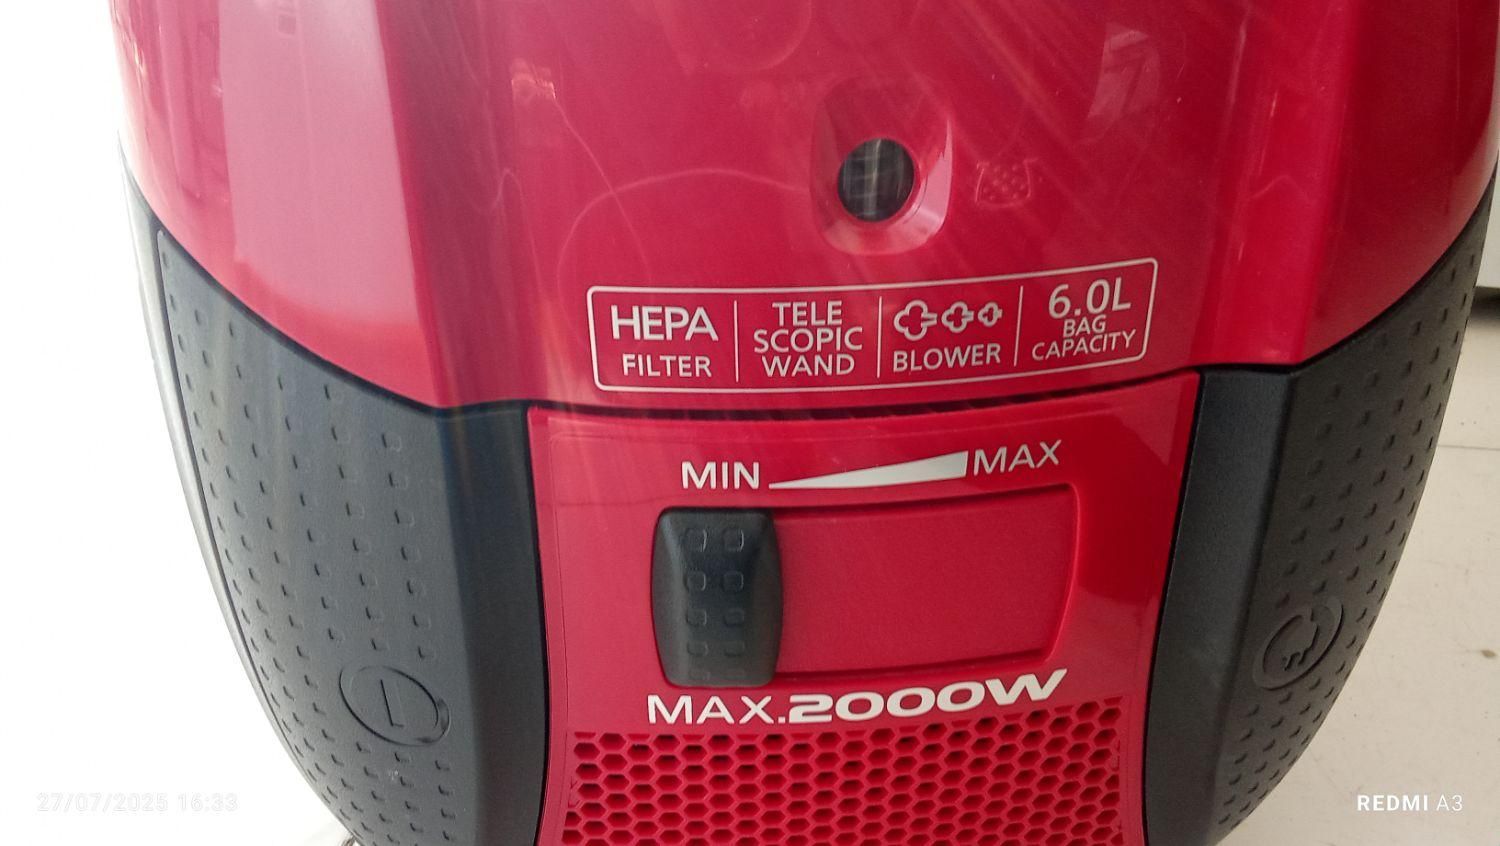 HEPA
FILTER
TELE
SCOPIC
WAND
BLOWER
6.0L
BAG
CAPACITY
MIN MAX
MAX.2000W
27/07/2025 16:33
REDMI A3